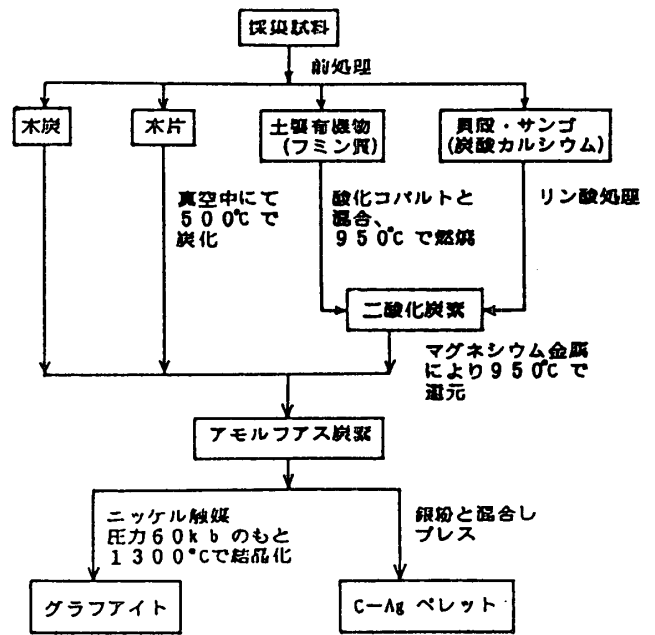 採集試料
前処理
木炭
木片
土壌有機物
(フミン質)
貝殻・サンゴ
(炭酸カルシウム)
真空中にて
500℃で
炭化
酸化コバルトと
混合、
950℃で燃焼
リン酸処理
二酸化炭素
マグネシウム金属
により950℃で
還元
アモルフアス炭素
ニッケル触媒
圧力60kbのもと
1300℃で結晶化
銀粉と混合し
プレス
グラフアイト
C-Ag ペレット